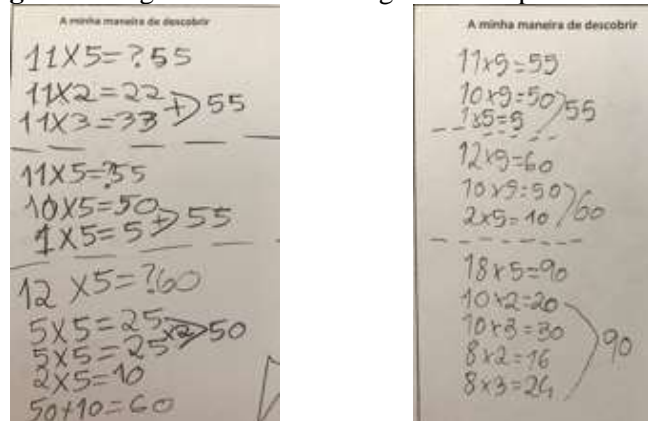 A minha maneira de descobrir
11X5=?55
11X2=22
11X3=33 +>55
11X5=?55
10X5=50
1X5=5 +>55
12 X5=?60
5X5=25
5X5=25 x2>50
2X5=10
50+10=60
A minha maneira de descobrir
11x5=55
10x5=50
1x5=5 >55
12x5=60
10x5=50
2x5=10 >60
18x5=90
10x2=20
10x3=30
8x2=16
8x3=24
90